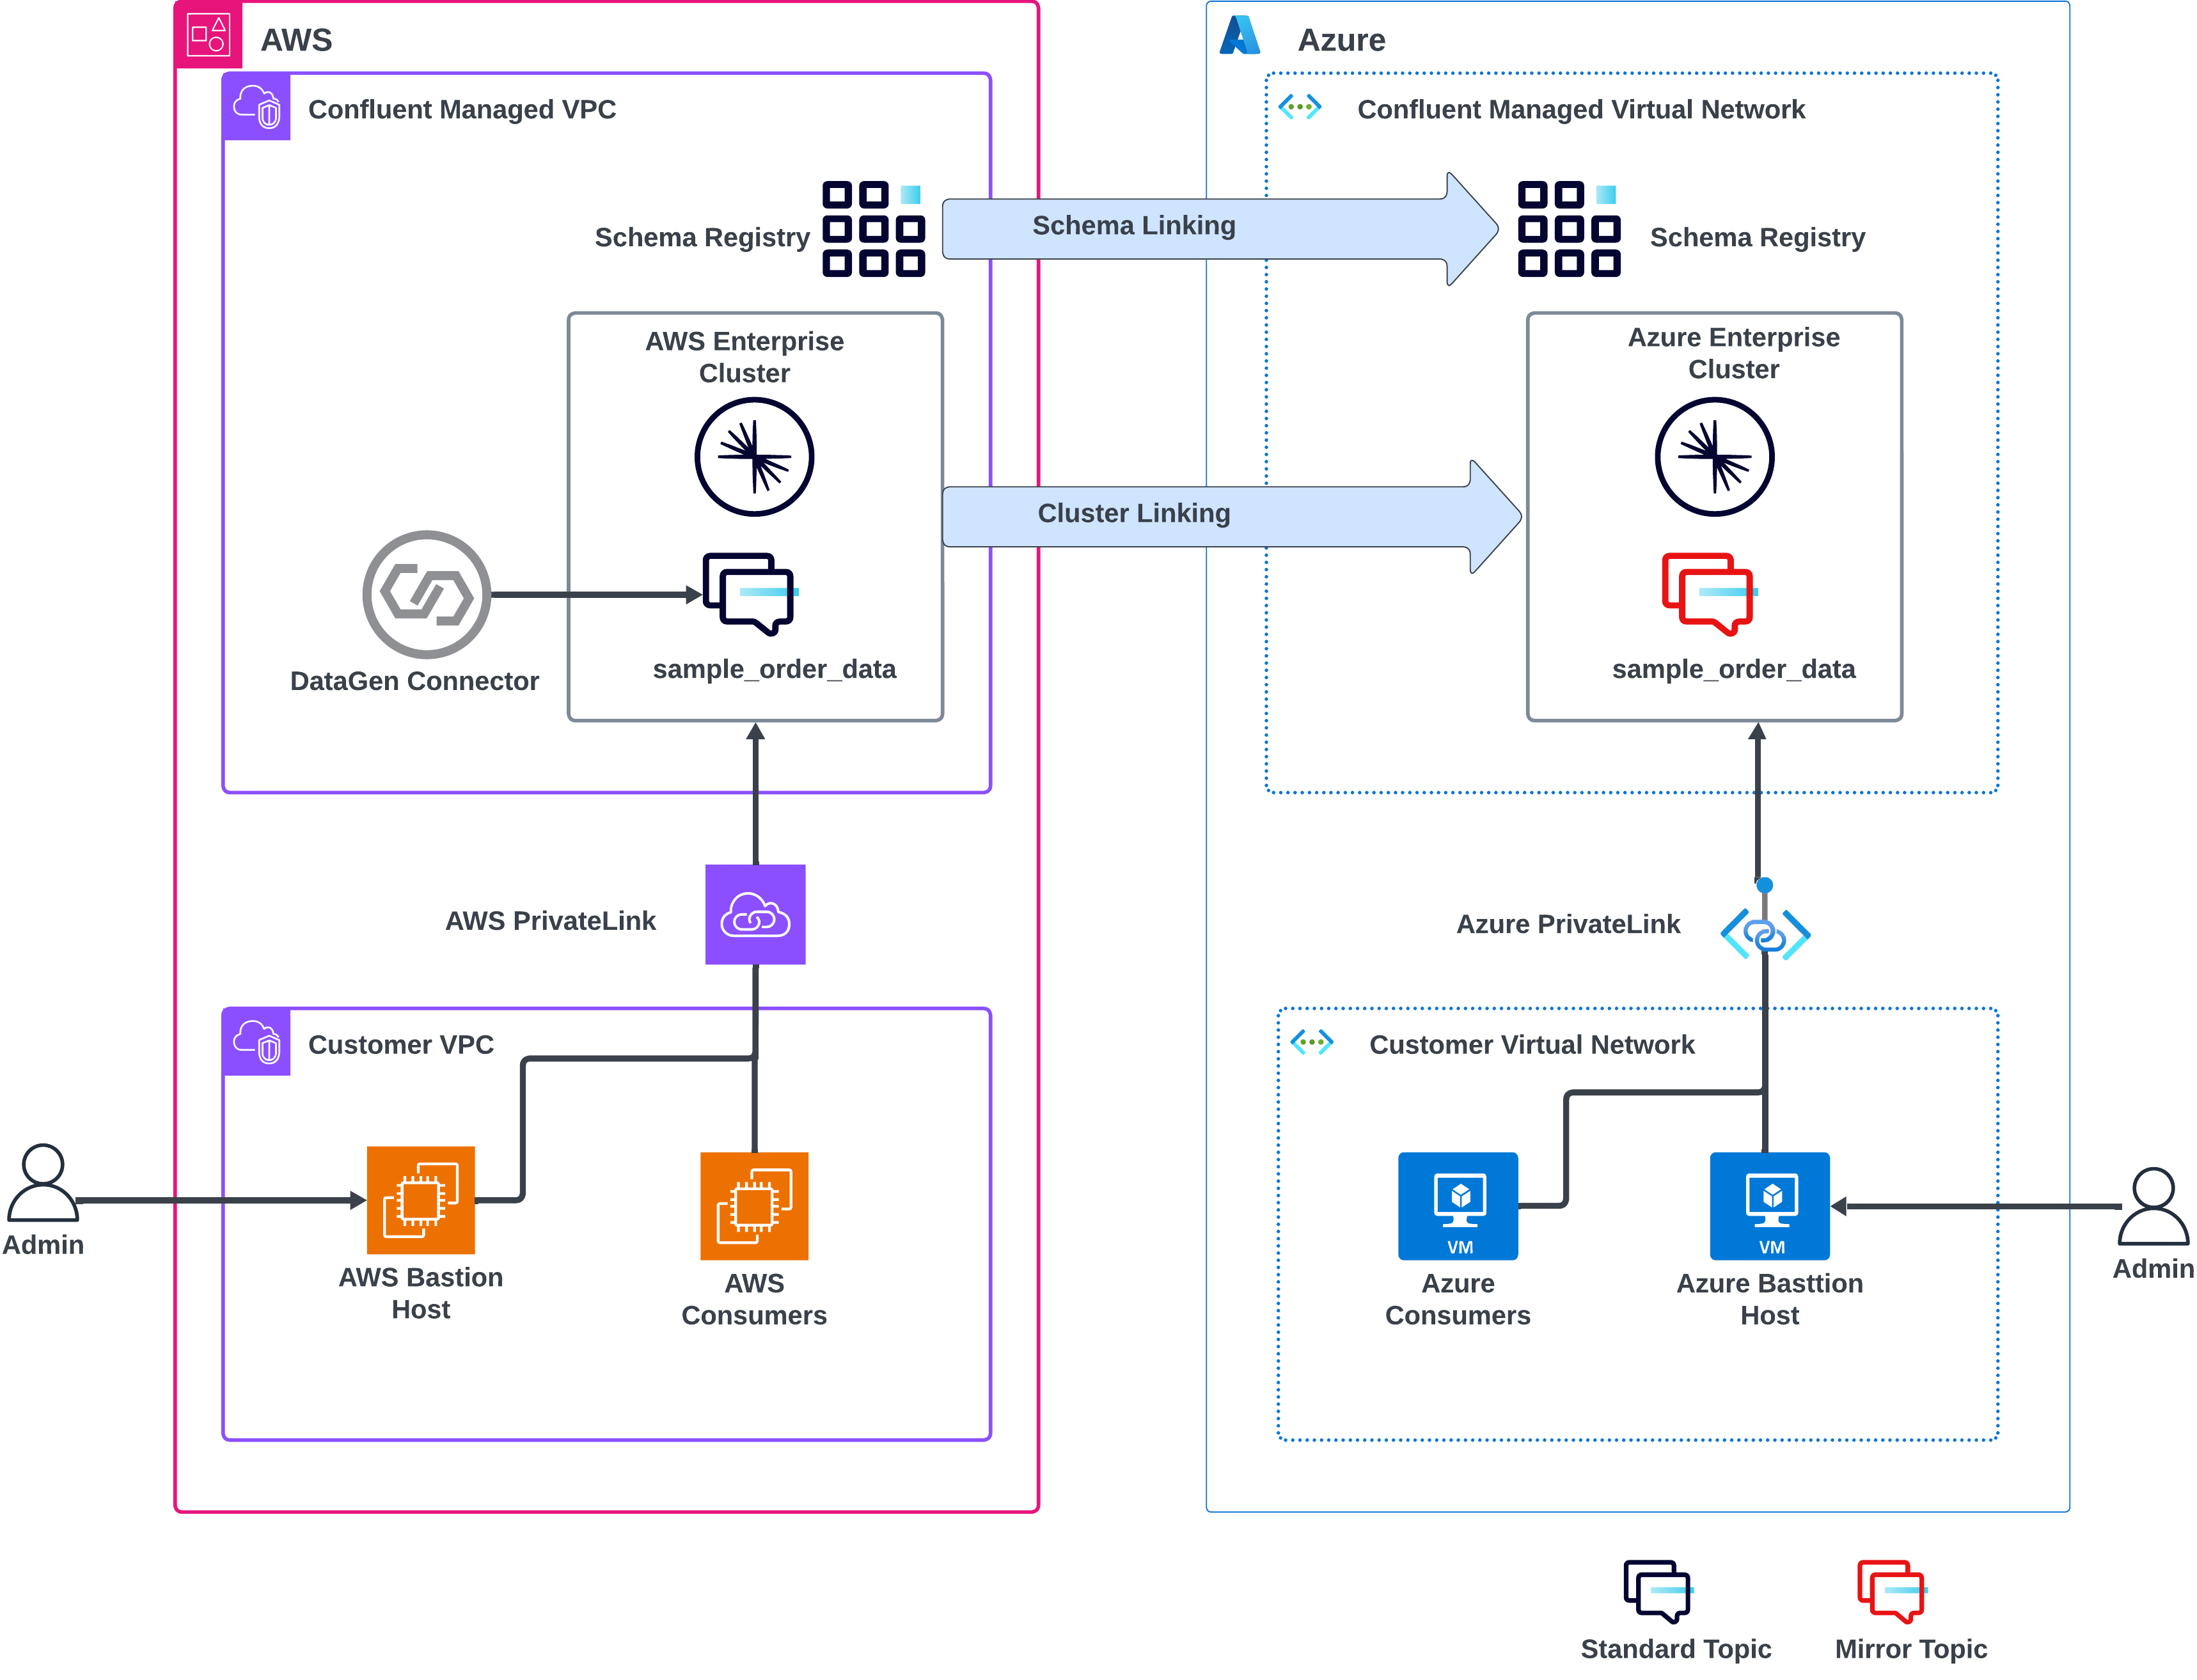 AWS
Azure
Confluent Managed VPC
Confluent Managed Virtual Network
Schema Registry
Schema Linking
Schema Registry
AWS Enterprise
Cluster
Azure Enterprise
Cluster
Cluster Linking
DataGen Connector
sample_order_data
sample_order_data
AWS PrivateLink
Azure PrivateLink
Customer VPC
Customer Virtual Network
Admin
AWS Bastion
Host
AWS
Consumers
VM
Azure
Consumers
VM
Azure Basttion
Host
Admin
Standard Topic
Mirror Topic